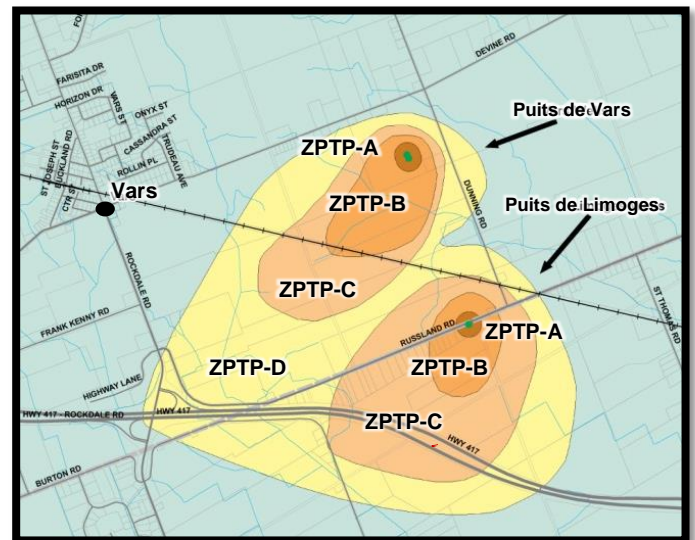 DEVINE RD
FARISITA DR
HORIZON DR
VARS ST
ONYX ST
CASSANDRA ST
TRUDEAU AVE
ROLLIN PL
ST JOSEPH ST
BUCKLAND RD
CTR ST
Vars
Puits de Vars
ZPTP-A
ZPTP-B
DUNNING RD
Puits de Limoges
ROCKDALE RD
ZPTP-C
ST THOMAS RD
FRANK KENNY RD
RUSSLAND RD
ZPTP-A
ZPTP-D
ZPTP-B
HIGHWAY LANE
HWY 417 - ROCKDALE RD
HWY 417
ZPTP-C
HWY 417
BURTON RD